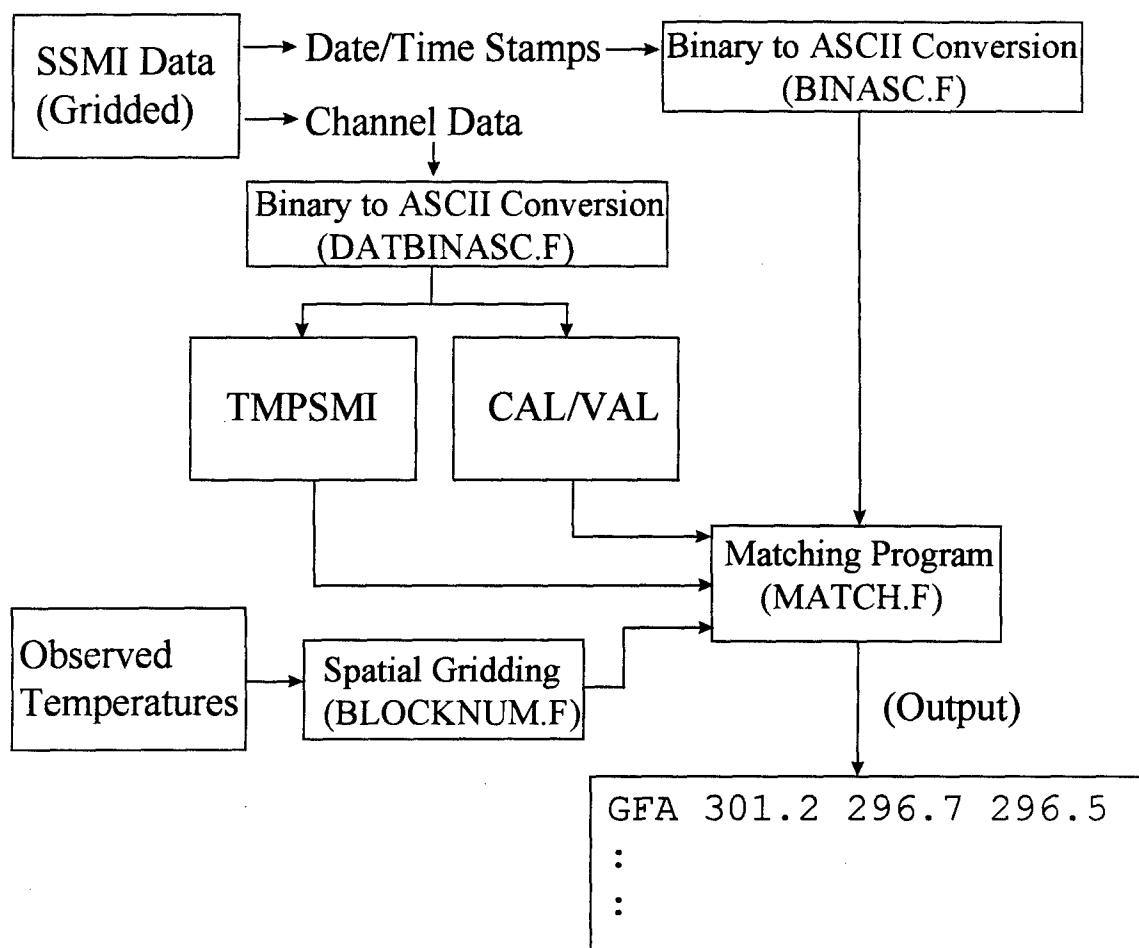 SSMI Data
(Gridded)
Date/Time Stamps
Channel Data
Binary to ASCII Conversion
(BINASC.F)
Binary to ASCII Conversion
(DATBINASC.F)
TMPSMI
CAL/VAL
Matching Program
(MATCH.F)
Observed
Temperatures
Spatial Gridding
(BLOCKNUM.F)
(Output)
GFA 301.2 296.7 296.5
:
: